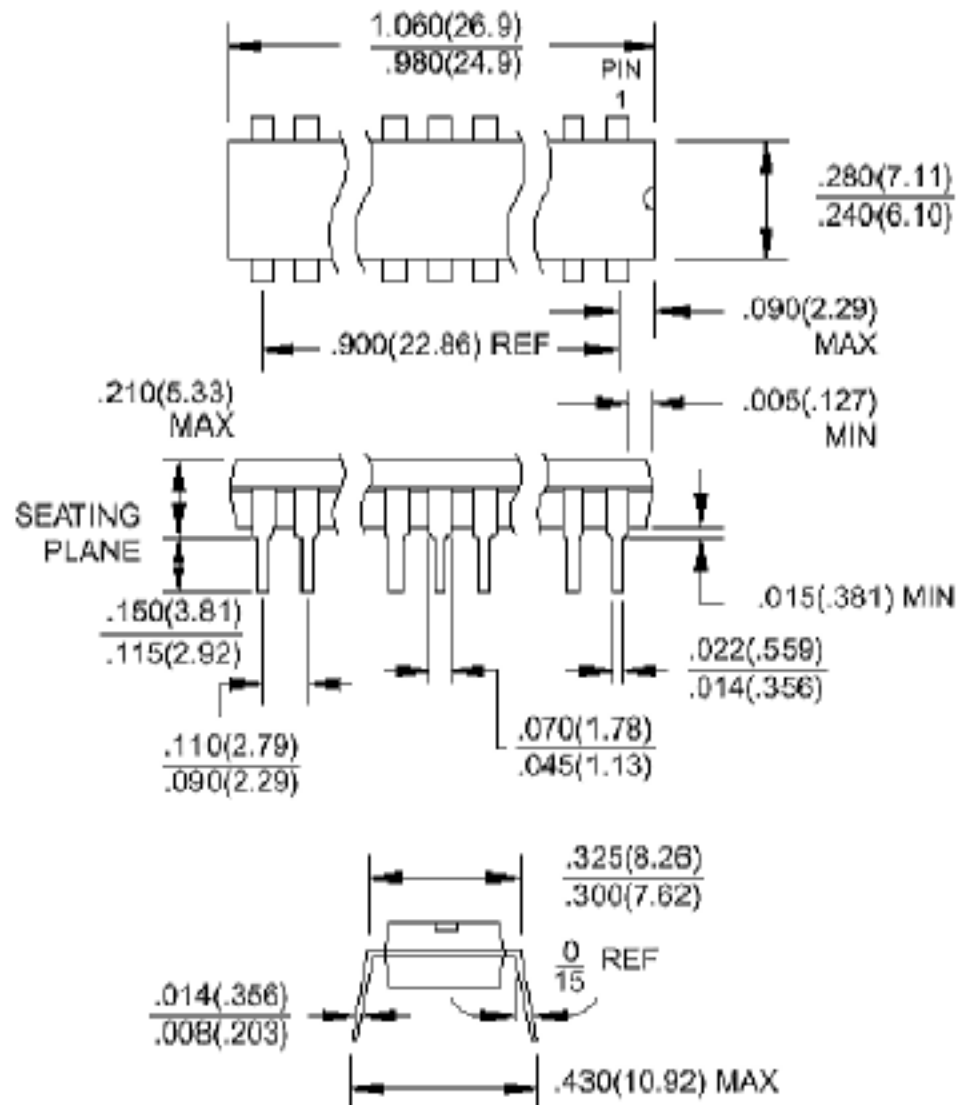 1.060(26.9)
.980(24.9)
PIN
1
.280(7.11)
.240(6.10)
.090(2.29)
MAX
.900(22.86) REF
.210(5.33)
MAX
.005(.127)
MIN
SEATING
PLANE
.150(3.81)
.115(2.92)
.015(.381) MIN
.022(.559)
.014(.356)
.110(2.79)
.090(2.29)
.070(1.78)
.045(1.13)
.325(8.26)
.300(7.62)
0
15
REF
.014(.356)
.008(.203)
.430(10.92) MAX